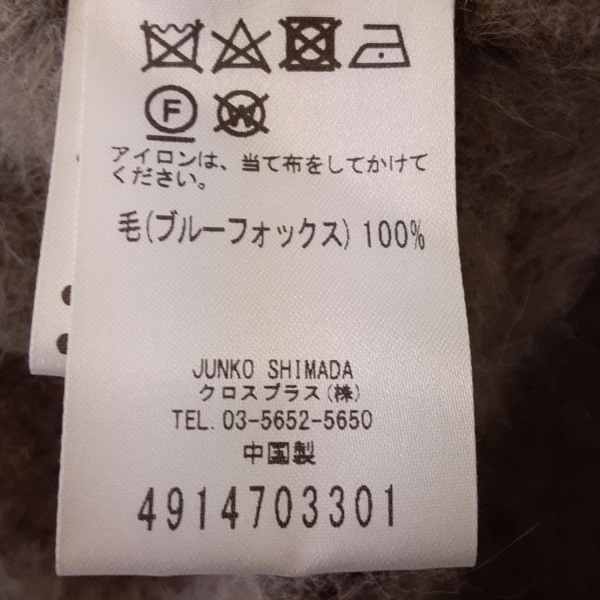 F
W
アイロンは、当て布をしてかけて
ください。
毛(ブルーフォックス) 100%
JUNKO SHIMADA
クロスプラス(株)
TEL. 03-5652-5650
中国製
4914703301